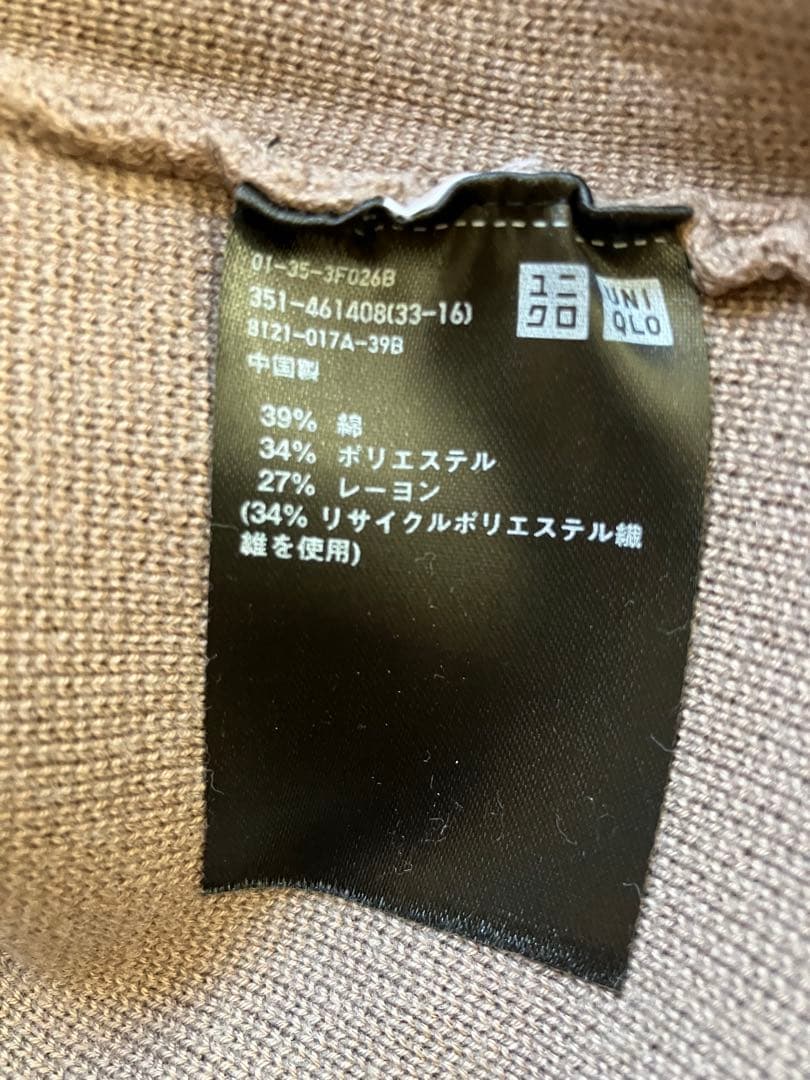 01-35-3F026B
351-461408(33-16)
8121-017A-39B
中国製
ユニクロ
UNIQLO
39% 綿
34% ポリエステル
27% レーヨン
(34% リサイクルポリエステル繊
維を使用)